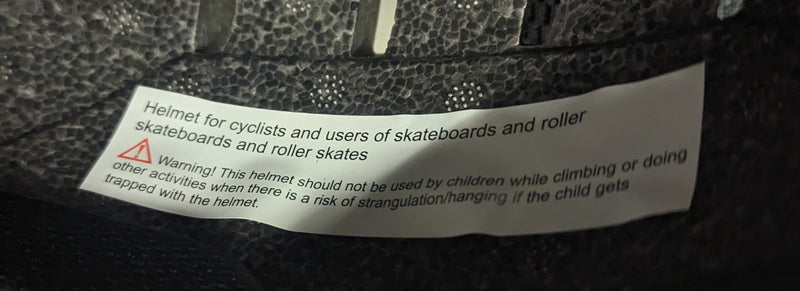 Helmet for cyclists and users of skateboards and roller
skateboards and roller skates
Warning! This helmet should not be used by children while climbing or doing
other activities when there is a risk of strangulation/hanging if the child gets
trapped with the helmet.